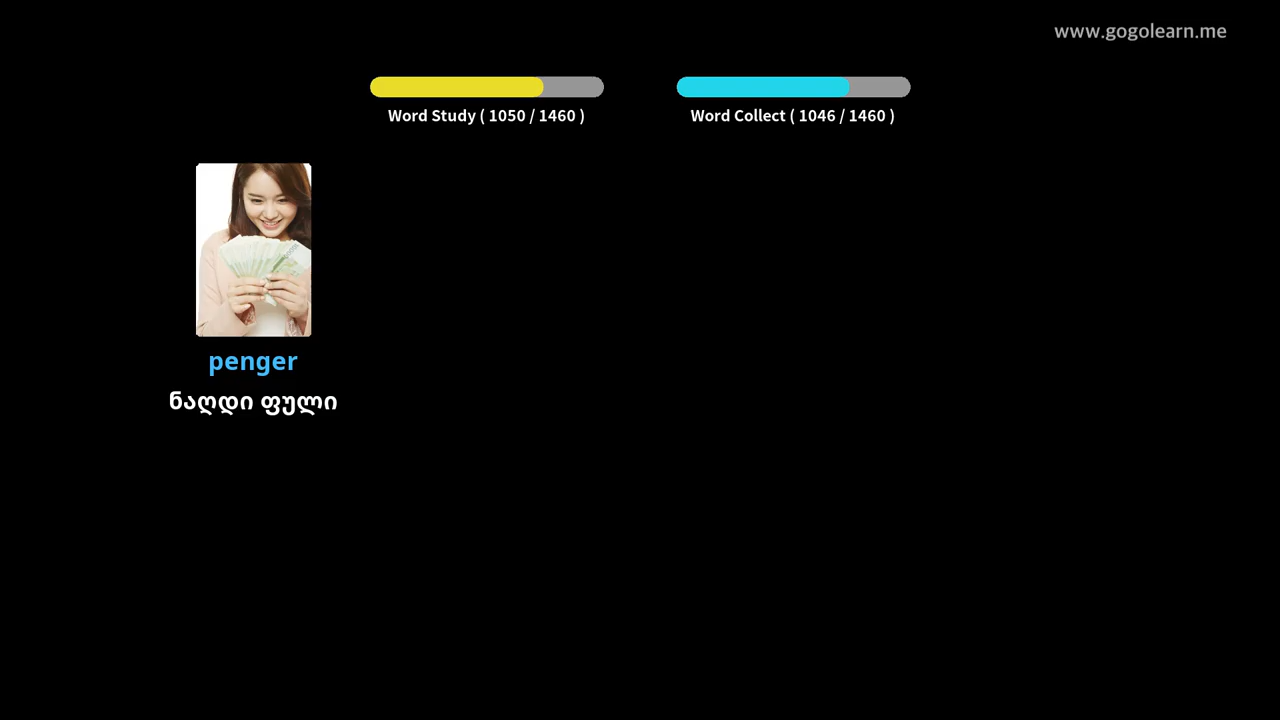 www.gogolearn.me
Word Study ( 1050 / 1460 )
Word Collect ( 1046 / 1460 )
penger
ნაღდი ფული